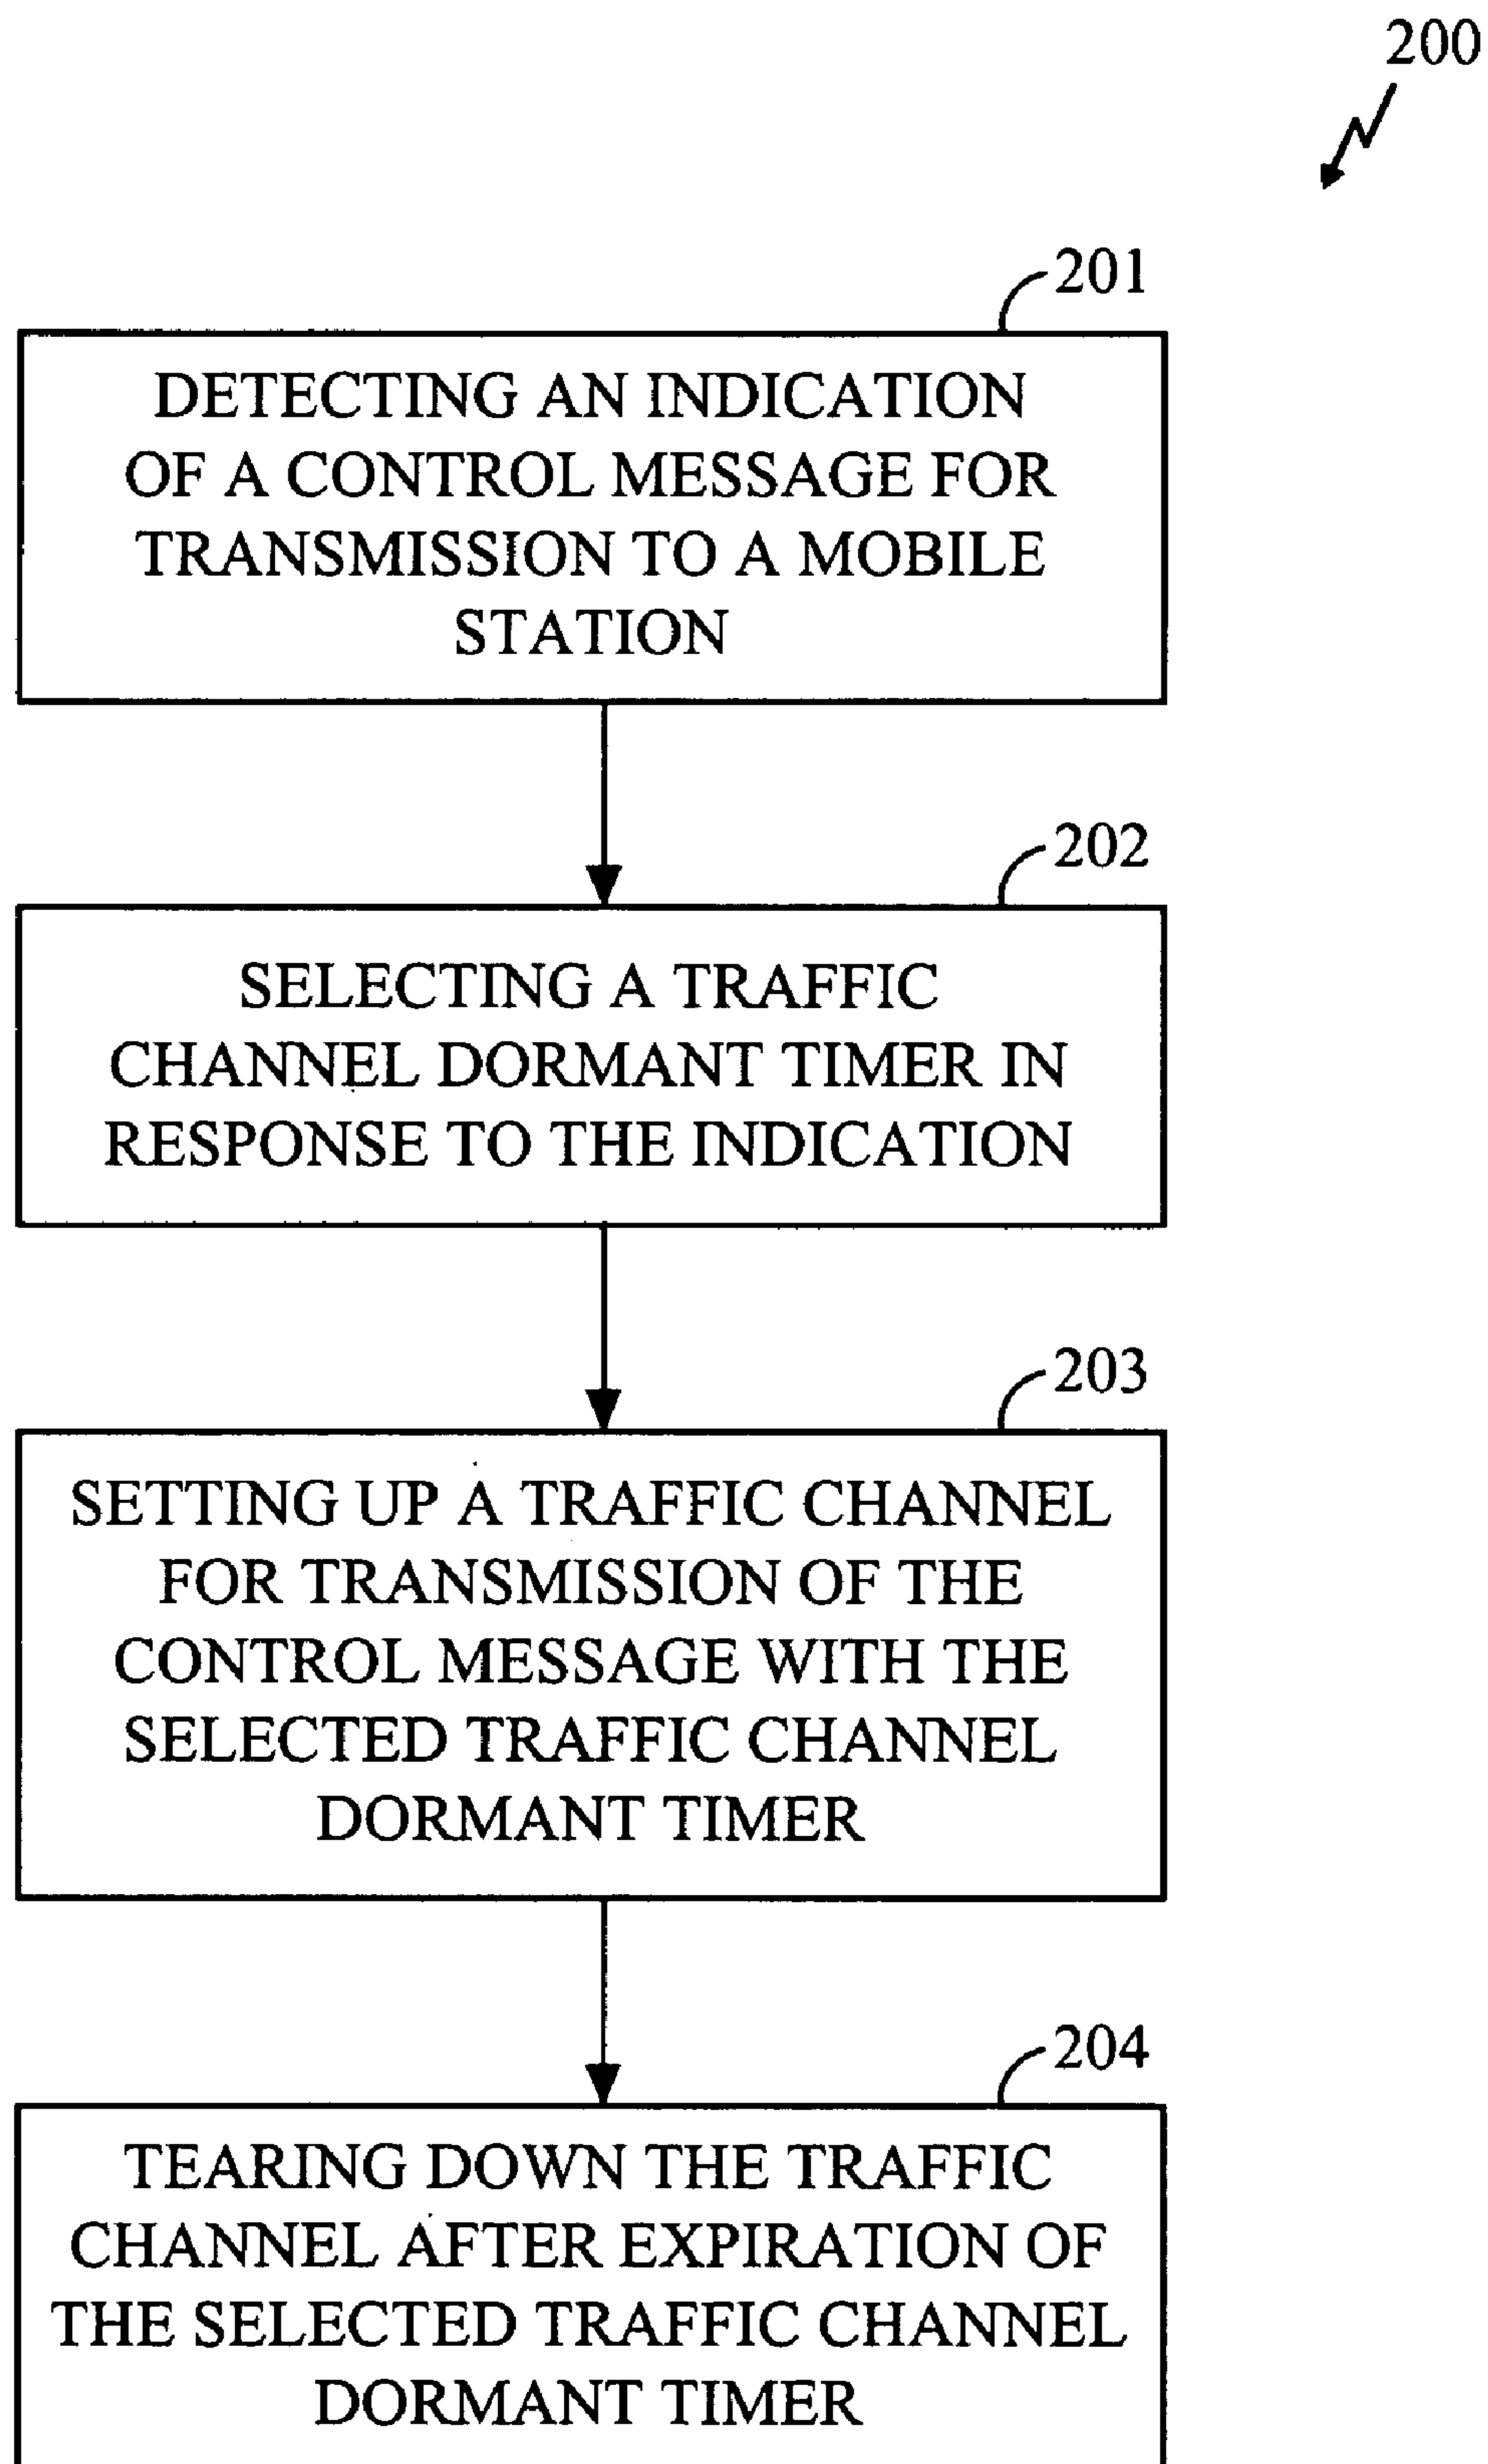 200
201
DETECTING AN INDICATION
OF A CONTROL MESSAGE FOR
TRANSMISSION TO A MOBILE
STATION
202
SELECTING A TRAFFIC
CHANNEL DORMANT TIMER IN
RESPONSE TO THE INDICATION
203
SETTING UP A TRAFFIC CHANNEL
FOR TRANSMISSION OF THE
CONTROL MESSAGE WITH THE
SELECTED TRAFFIC CHANNEL
DORMANT TIMER
204
TEARING DOWN THE TRAFFIC
CHANNEL AFTER EXPIRATION OF
THE SELECTED TRAFFIC CHANNEL
DORMANT TIMER